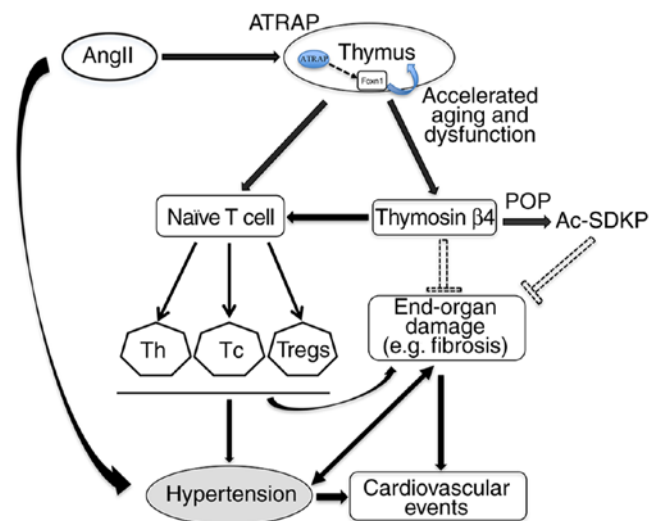 ATRAP
AngII
Thymus
ATRAP
Foxn1
Accelerated
aging and
dysfunction
Naïve T cell
Thymosin β4
POP
Ac-SDKP
End-organ
damage
(e.g. fibrosis)
Th
Tc
Tregs
Hypertension
Cardiovascular
events